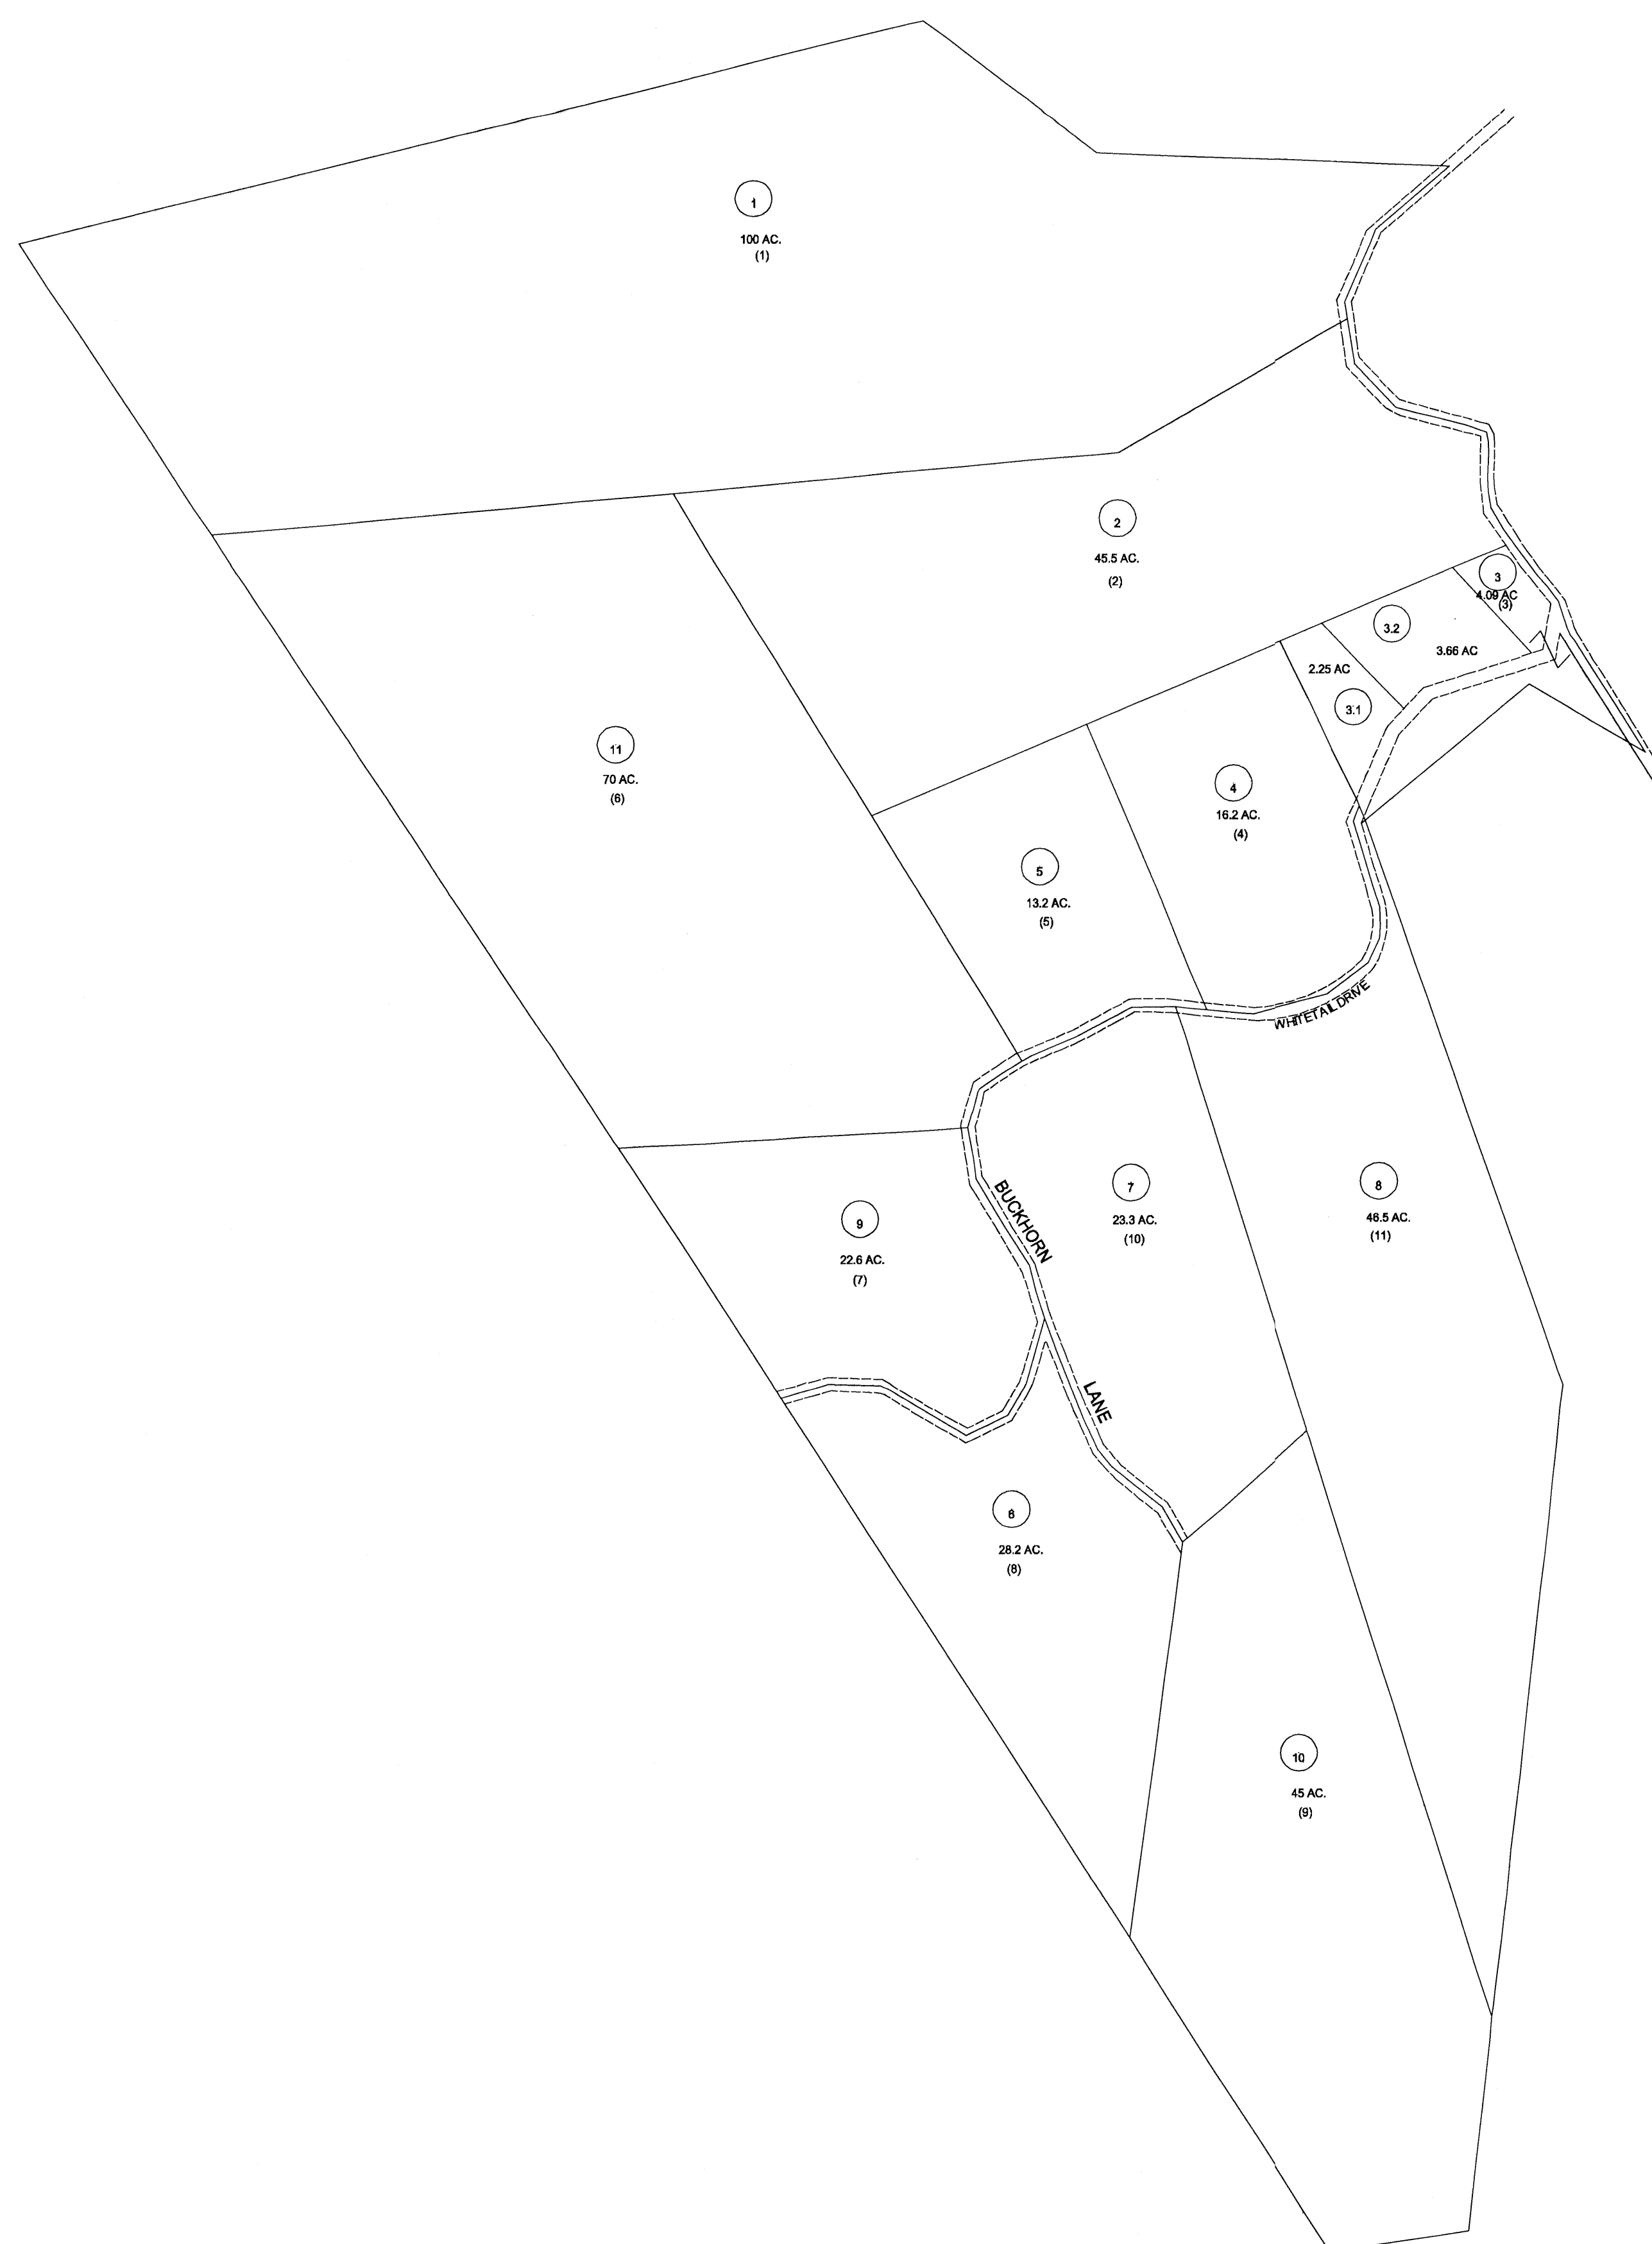 1
100 AC.
(1)
2
45.5 AC.
(2)
3
4.09 AC
(3)
3.2
3.66 AC
2.25 AC
3.1
11
70 AC.
(6)
4
16.2 AC.
(4)
5
13.2 AC.
(5)
WHITETAIL DRIVE
7
23.3 AC.
(10)
8
46.5 AC.
(11)
BUCKHORN
LANE
9
22.6 AC.
(7)
6
28.2 AC.
(8)
10
45 AC.
(9)